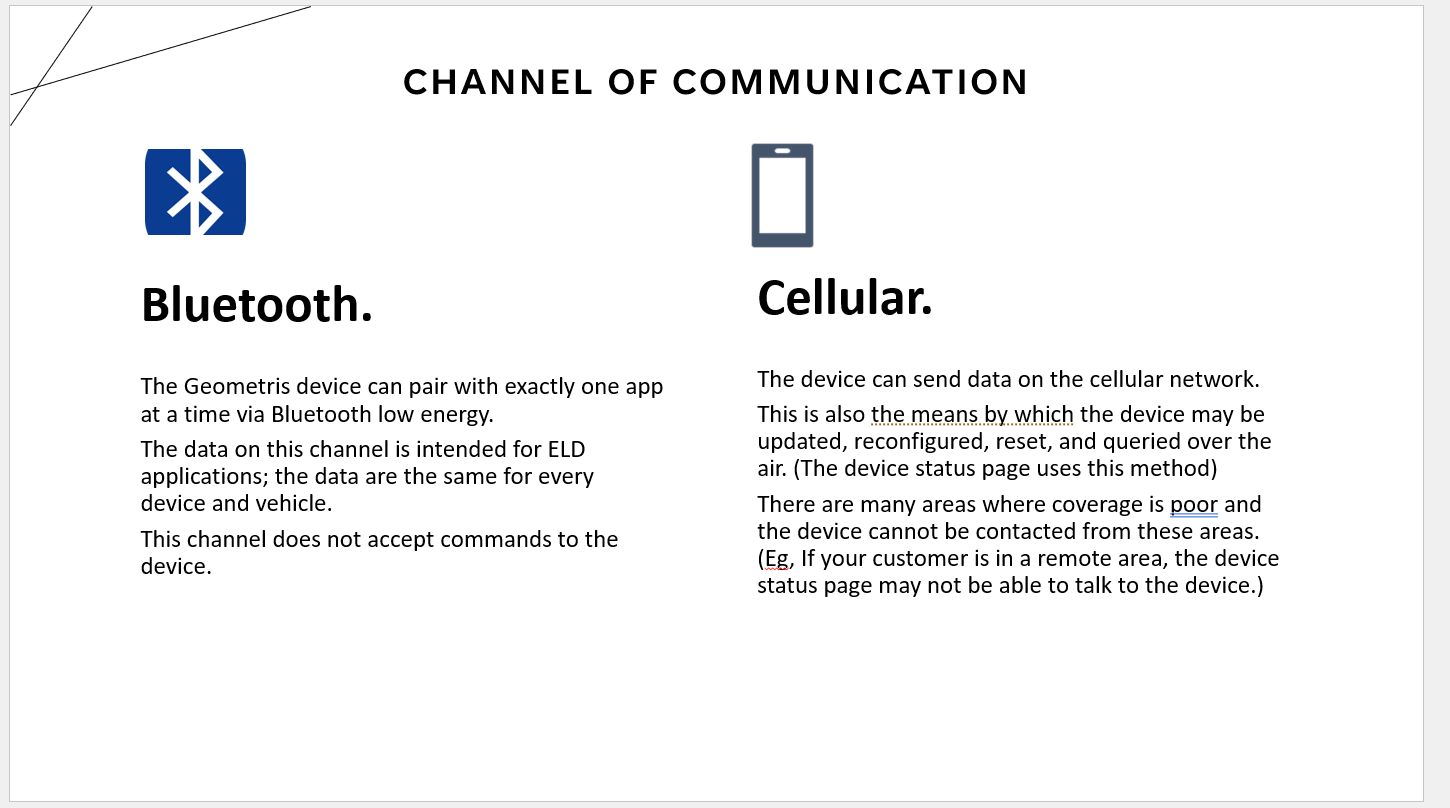 CHANNEL OF COMMUNICATION
Bluetooth.
The Geometris device can pair with exactly one app
at a time via Bluetooth low energy.
The data on this channel is intended for ELD
applications; the data are the same for every
device and vehicle.
This channel does not accept commands to the
device.
Cellular.
The device can send data on the cellular network.
This is also the means by which the device may be
updated, reconfigured, reset, and queried over the
air. (The device status page uses this method)
There are many areas where coverage is poor and
the device cannot be contacted from these areas.
(Eg, If your customer is in a remote area, the device
status page may not be able to talk to the device.)